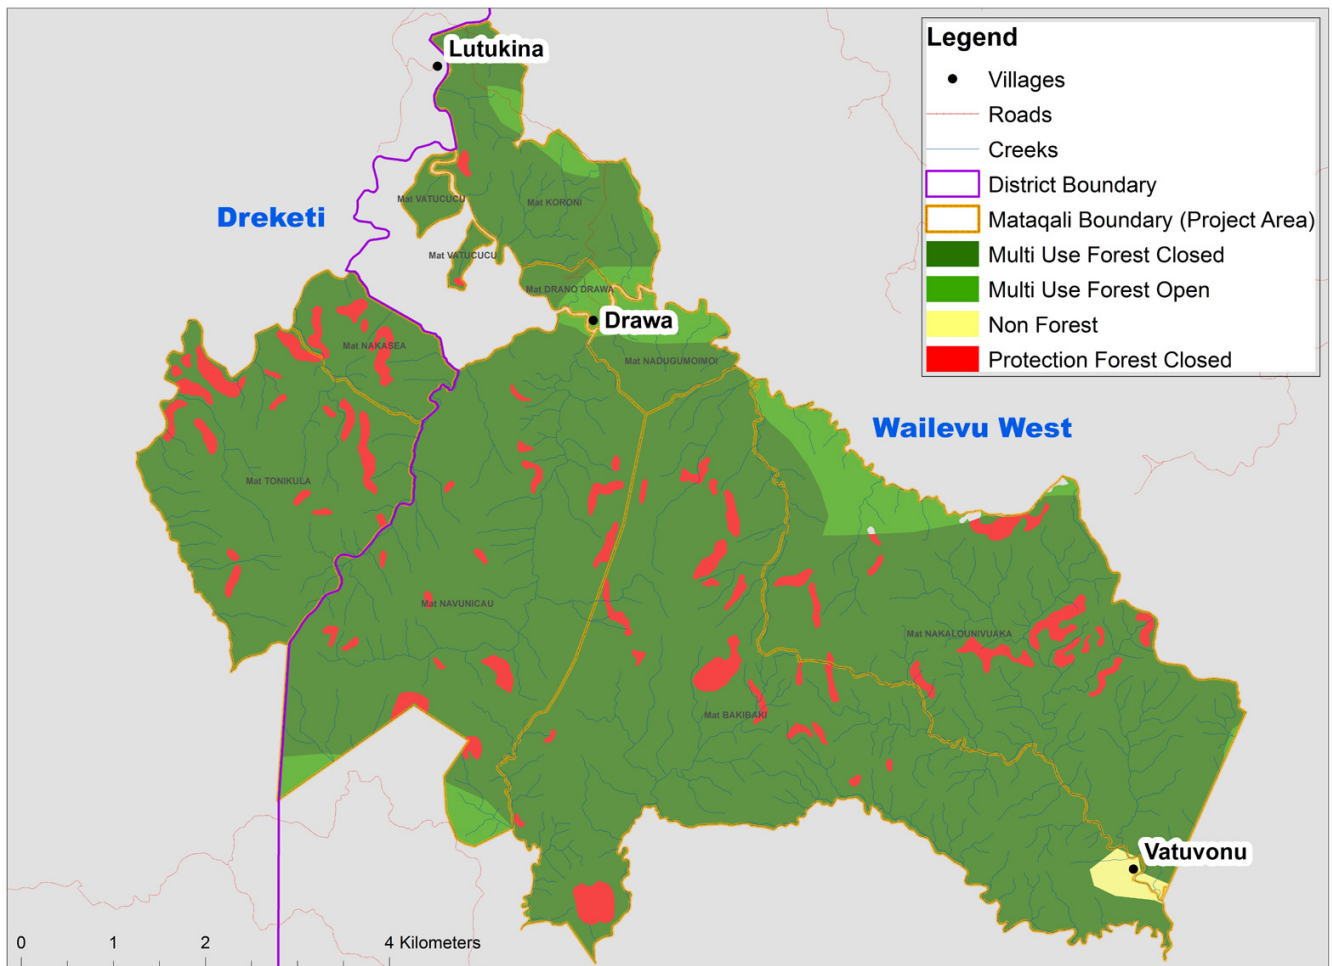 Lutukina
Legend
Villages
Roads
Creeks
District Boundary
Mataqali Boundary (Project Area)
Multi Use Forest Closed
Multi Use Forest Open
Non Forest
Protection Forest Closed
Mat VATUCUCU
Mat KORONI
Dreketi
Mat VATUCUCU
Mat DRANO DRAWA
Drawa
Mat NAKASEA
Mat NADUGUMOIMOI
Wailevu West
Mat TONIKULA
Mat NAVUNICAU
Mat NAKALOUNIVUAKA
Mat BAKIBAKI
Vatuvonu
0 1 2 4 Kilometers